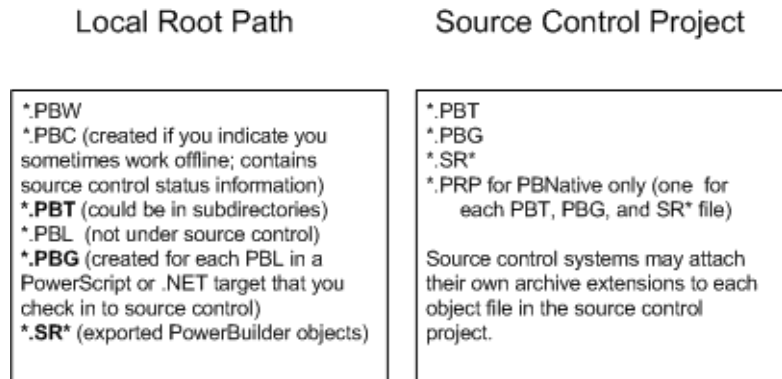 Local Root Path
*.PBW
*.PBC (created if you indicate you
sometimes work offline; contains
source control status information)
*.PBT (could be in subdirectories)
*.PBL (not under source control)
*.PBG (created for each PBL in a
PowerScript or .NET target that you
check in to source control)
*.SR* (exported PowerBuilder objects)
Source Control Project
*.PBT
*.PBG
*.SR*
*.PRP for PBNative only (one for
each PBT, PBG, and SR* file)
Source control systems may attach
their own archive extensions to each
object file in the source control
project.